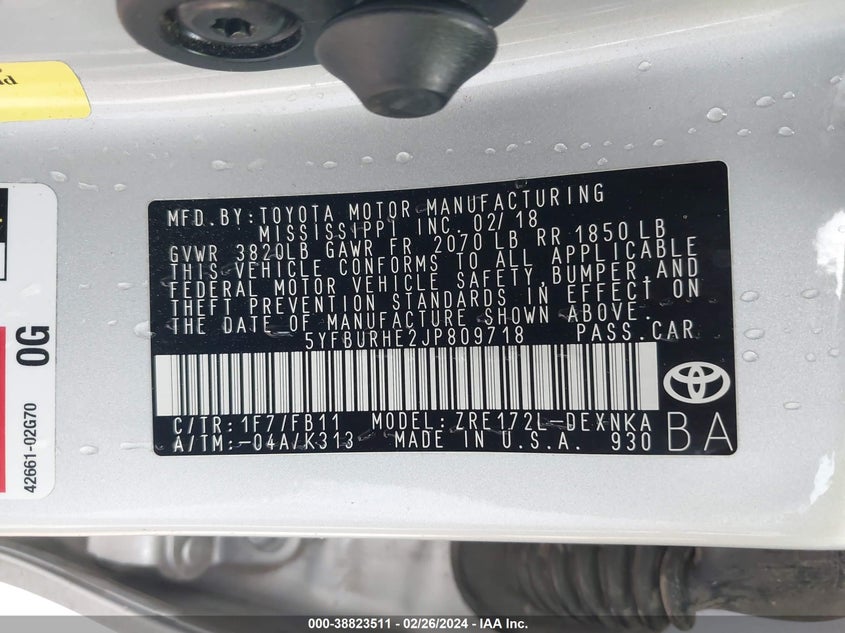 MFD.BY:TOYOTA MOTOR MANUFACTURING
MISSISSIPPI INC.02/18
GVWR 3820LB GAWR FR 2070 LB RR 1850 LB
THIS VEHICLE CONFORMS TO ALL APPLICABLE
FEDERAL MOTOR VEHICLE SAFETY,BUMPER,AND
THEFT PREVENTION STANDARDS IN EFFECT ON
THE DATE OF MANUFACTURE SHOWN ABOVE.
5YFBURHE2JP809718 PASS.CAR
C/TR:1F7/FB11 MODEL:ZRE172L-DEXNKA
A/TM:-04A/K313 MADE IN U.S.A. 930
BA
0G
42661-02G70
000-38823511 - 02/26/2024 - IAAI Inc.